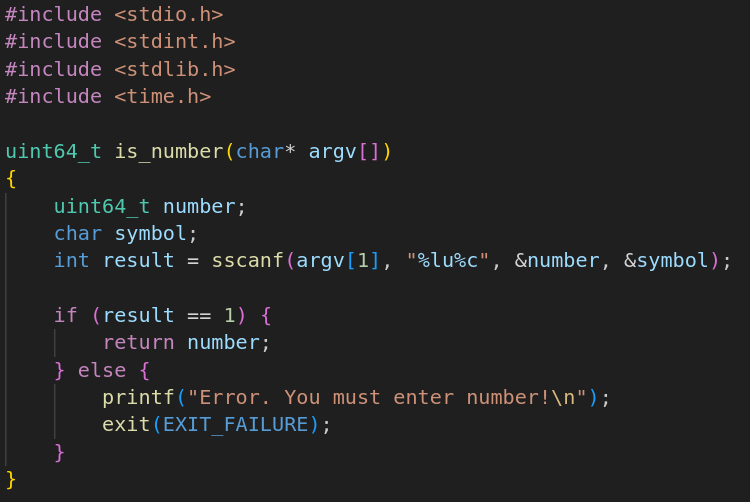 #include <stdio.h>
#include <stdint.h>
#include <stdlib.h>
#include <time.h>

uint64_t is_number(char* argv[])
{
    uint64_t number;
    char symbol;
    int result = sscanf(argv[1], "%lu%c", &number, &symbol);

    if (result == 1) {
        return number;
    } else {
        printf("Error. You must enter number!\n");
        exit(EXIT_FAILURE);
    }
}